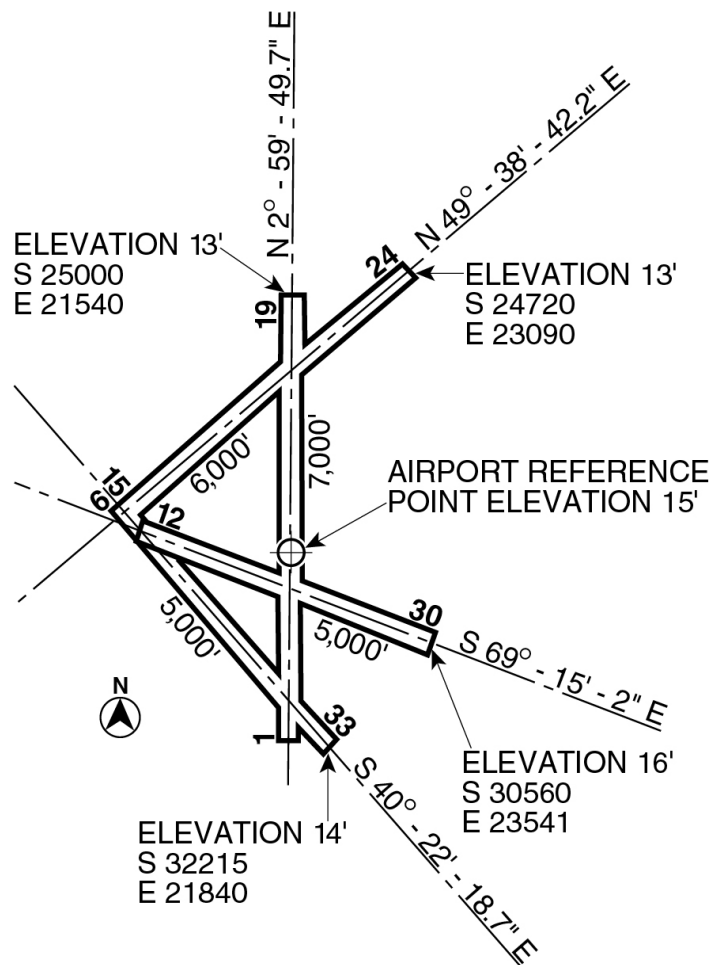 N 2° - 59' - 49.7" E
N 49° - 38' - 42.2" E
ELEVATION 13'
S 25000
E 21540
24
ELEVATION 13'
S 24720
E 23090
19
6,000'
7,000'
AIRPORT REFERENCE
POINT ELEVATION 15'
15
6
12
5,000'
30
5,000'
S 69° - 15' - 2" E
N
1
33
ELEVATION 16'
S 30560
E 23541
S 40° - 22' - 18.7" E
ELEVATION 14'
S 32215
E 21840